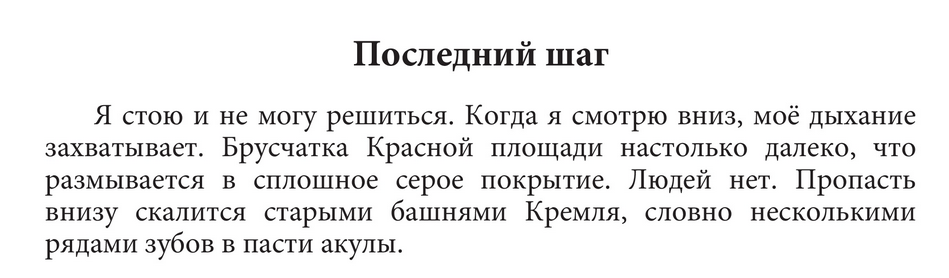 Последний шаг
Я стою и не могу решиться. Когда я смотрю вниз, моё дыхание
захватывает. Брусчатка Красной площади настолько далеко, что
размывается в сплошное серое покрытие. Людей нет. Пропасть
внизу скалится старыми башнями Кремля, словно несколькими
рядами зубов в пасти акулы.